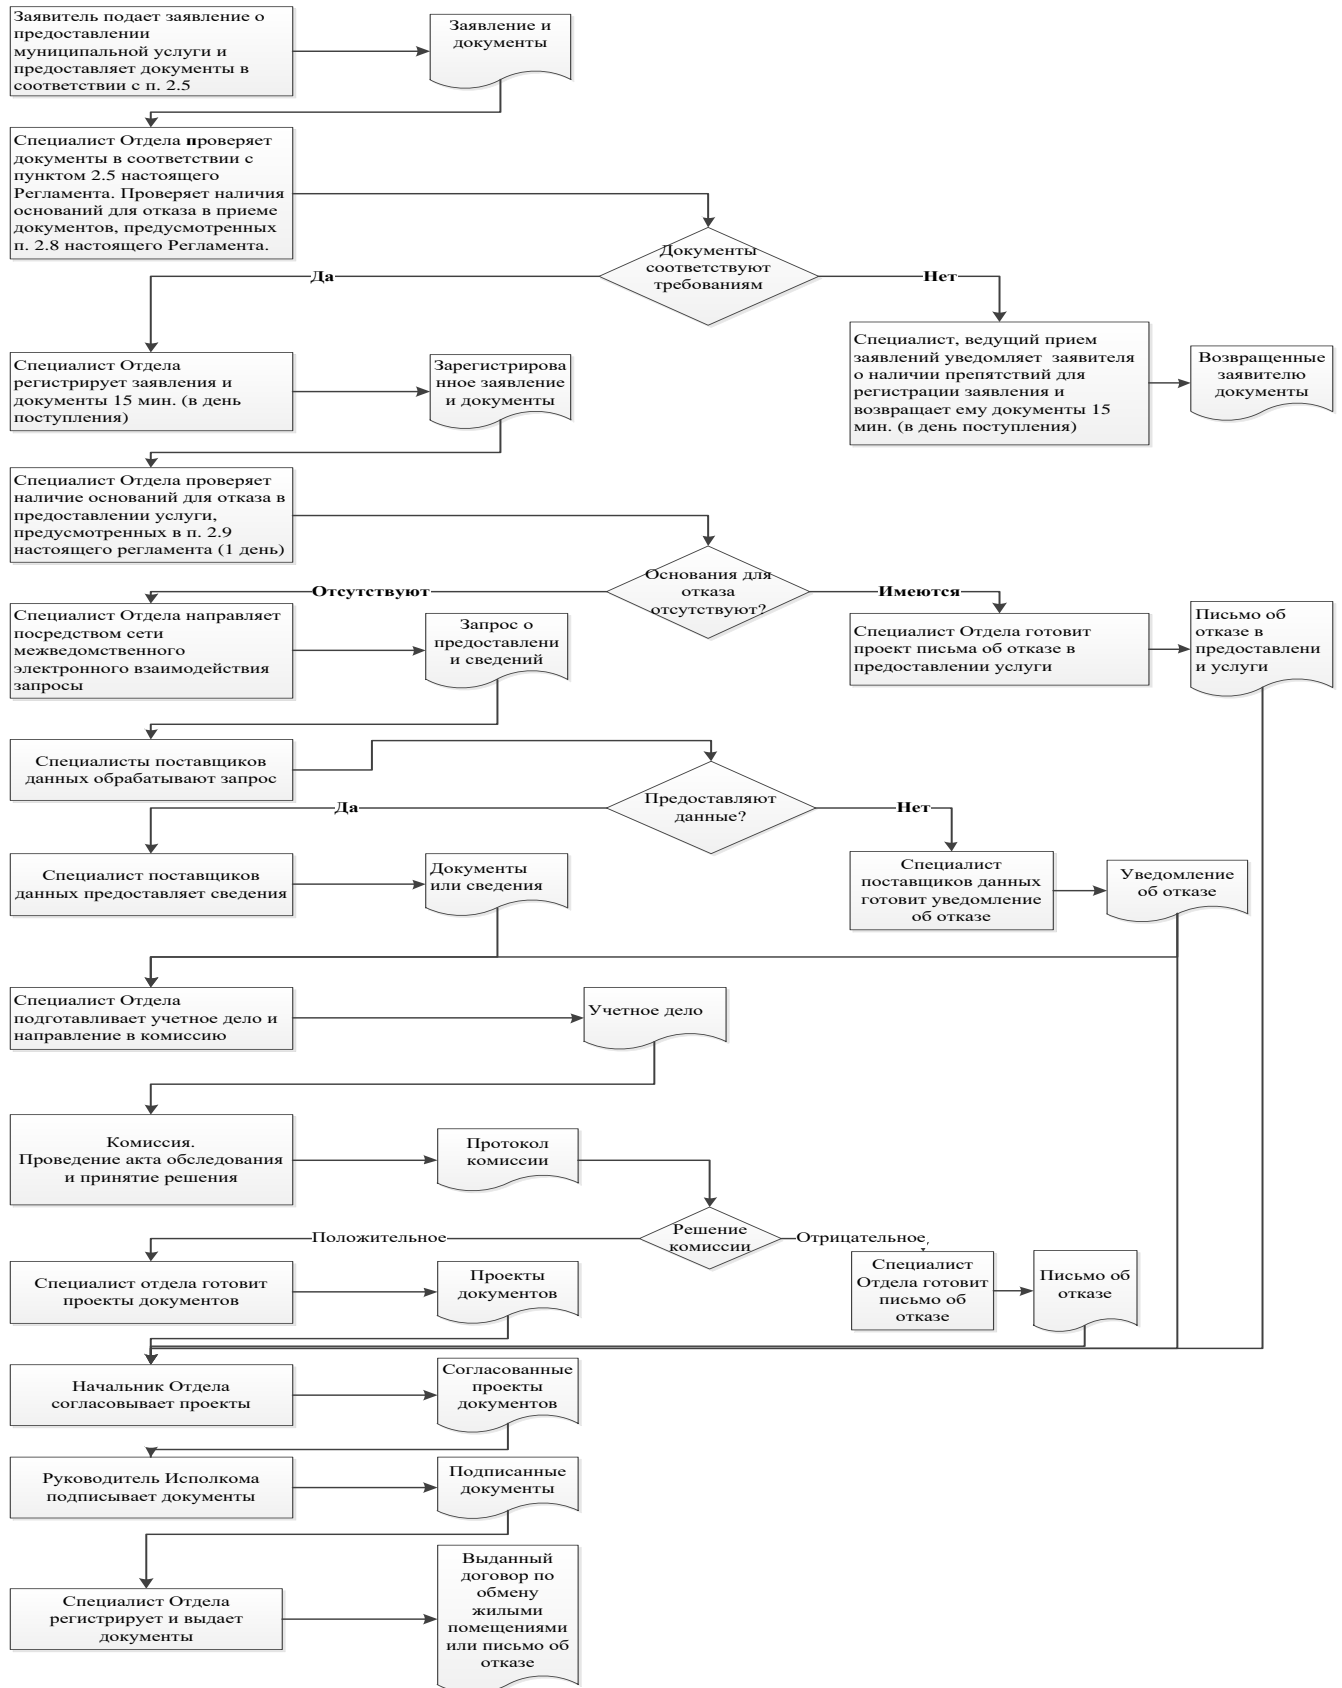 Заявитель подает заявление о
предоставлении
муниципальной услуги и
предоставляет документы в
соответствии с п. 2.5
Заявление и
документы
Специалист Отдела проверяет
документы в соответствии с
пунктом 2.5 настоящего
Регламента. Проверяет наличия
оснований для отказа в приеме
документов, предусмотренных
п. 2.8 настоящего Регламента.
Документы
соответствуют
требованиям
Да
Нет
Специалист Отдела
регистрирует заявления и
документы 15 мин. (в день
поступления)
Зарегистрирова
нное заявление
и документы
Специалист, ведущий прием
заявлений уведомляет заявителя
о наличии препятствий для
регистрации заявления и
возвращает ему документы 15
мин. (в день поступления)
Возвращенные
заявителю
документы
Специалист Отдела проверяет
наличие оснований для отказа в
предоставлении услуги,
предусмотренных в п. 2.9
настоящего регламента (1 день)
Основания для
отказа
отсутствуют?
Отсутствуют
Имеются
Специалист Отдела направляет
посредством сети
межведомственного
электронного взаимодействия
запросы
Запрос о
предоставлени
и сведений
Специалист Отдела готовит
проект письма об отказе в
предоставлении услуги
Письмо об
отказе в
предоставлени
и услуги
Специалисты поставщиков
данных обрабатывают запрос
Предоставляют
данные?
Да
Нет
Специалист поставщиков
данных предоставляет сведения
Документы
или сведения
Специалист
поставщиков данных
готовит уведомление
об отказе
Уведомление
об отказе
Специалист Отдела
подготавливает учетное дело и
направление в комиссию
Учетное дело
Комиссия.
Проведение акта обследования
и принятие решения
Протокол
комиссии
Решение
комиссии
Положительное
Отрицательное
Специалист отдела готовит
проекты документов
Проекты
документов
Специалист
Отдела готовит
письмо об
отказе
Письмо об
отказе
Начальник Отдела
согласовывает проекты
Согласованные
проекты
документов
Руководитель Исполкома
подписывает документы
Подписанные
документы
Специалист Отдела
регистрирует и выдает
документы
Выданный
договор по
обмену
жилыми
помещениями
или письмо об
отказе